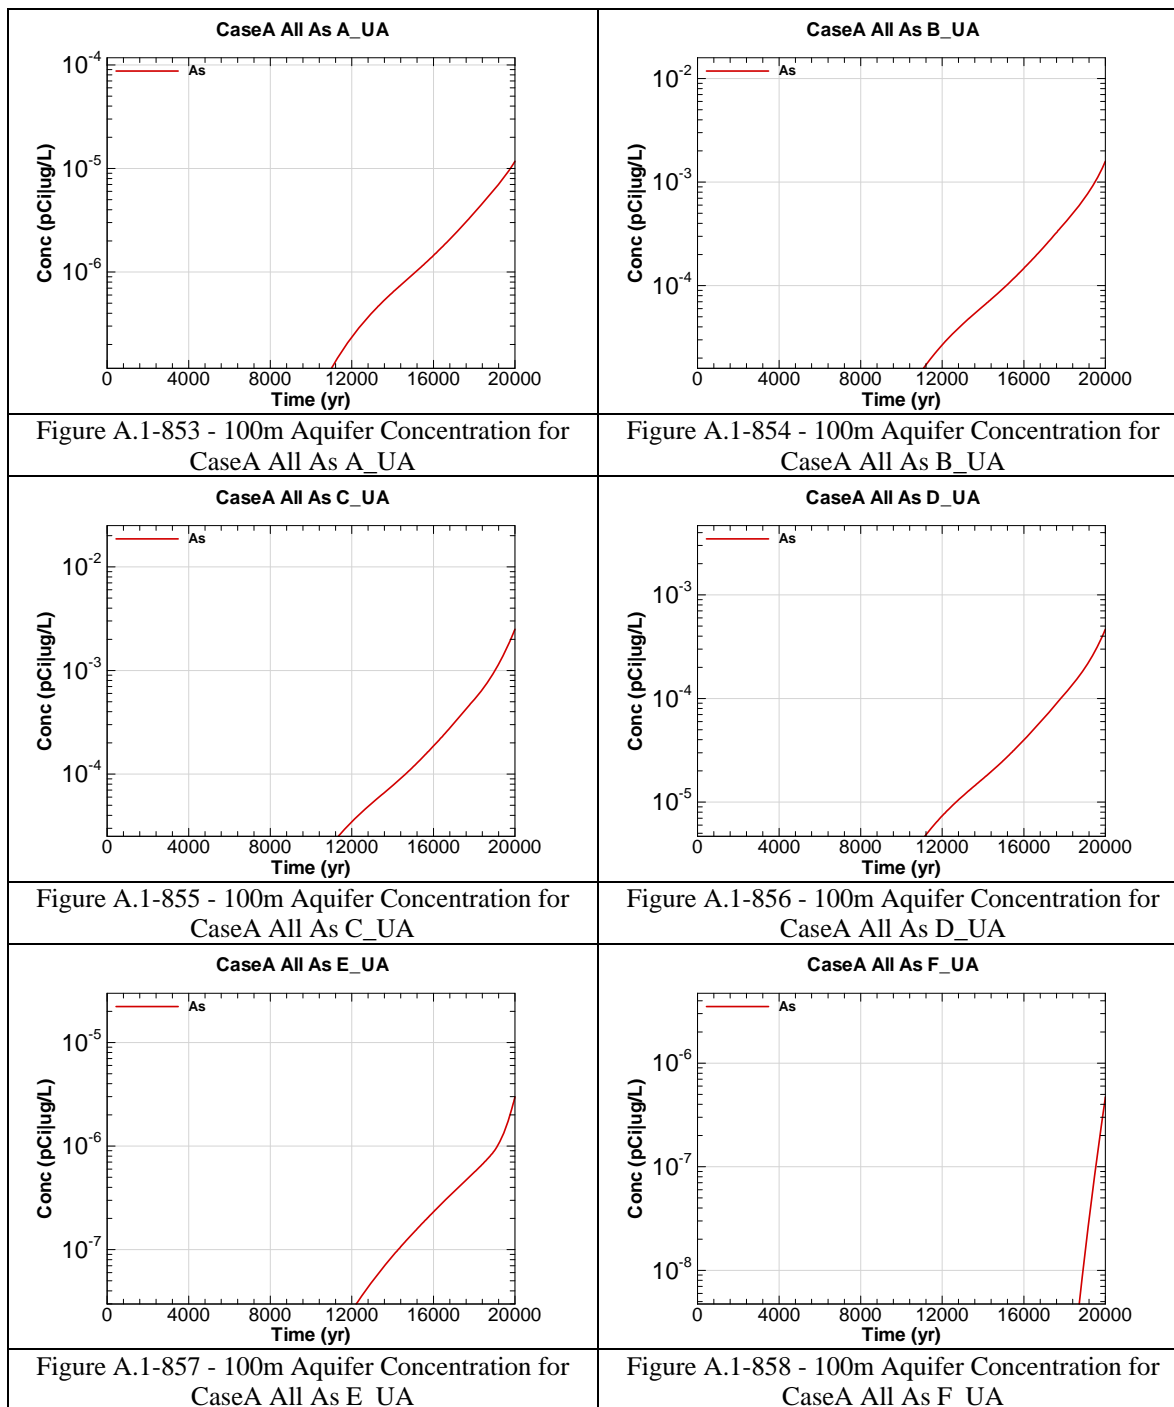 CaseA All As A_UA
As
10-4
10-5
10-6
Conc (pCi|ug/L)
0 4000 8000 12000 16000 20000
Time (yr)
Figure A.1-853 - 100m Aquifer Concentration for
CaseA All As A_UA
CaseA All As B_UA
As
10-2
10-3
10-4
Conc (pCi|ug/L)
0 4000 8000 12000 16000 20000
Time (yr)
Figure A.1-854 - 100m Aquifer Concentration for
CaseA All As B_UA
CaseA All As C_UA
As
10-2
10-3
10-4
Conc (pCi|ug/L)
0 4000 8000 12000 16000 20000
Time (yr)
Figure A.1-855 - 100m Aquifer Concentration for
CaseA All As C_UA
CaseA All As D_UA
As
10-3
10-4
10-5
Conc (pCi|ug/L)
0 4000 8000 12000 16000 20000
Time (yr)
Figure A.1-856 - 100m Aquifer Concentration for
CaseA All As D_UA
CaseA All As E_UA
As
10-5
10-6
10-7
Conc (pCi|ug/L)
0 4000 8000 12000 16000 20000
Time (yr)
Figure A.1-857 - 100m Aquifer Concentration for
CaseA All As E_UA
CaseA All As F_UA
As
10-6
10-7
10-8
Conc (pCi|ug/L)
0 4000 8000 12000 16000 20000
Time (yr)
Figure A.1-858 - 100m Aquifer Concentration for
CaseA All As F_UA